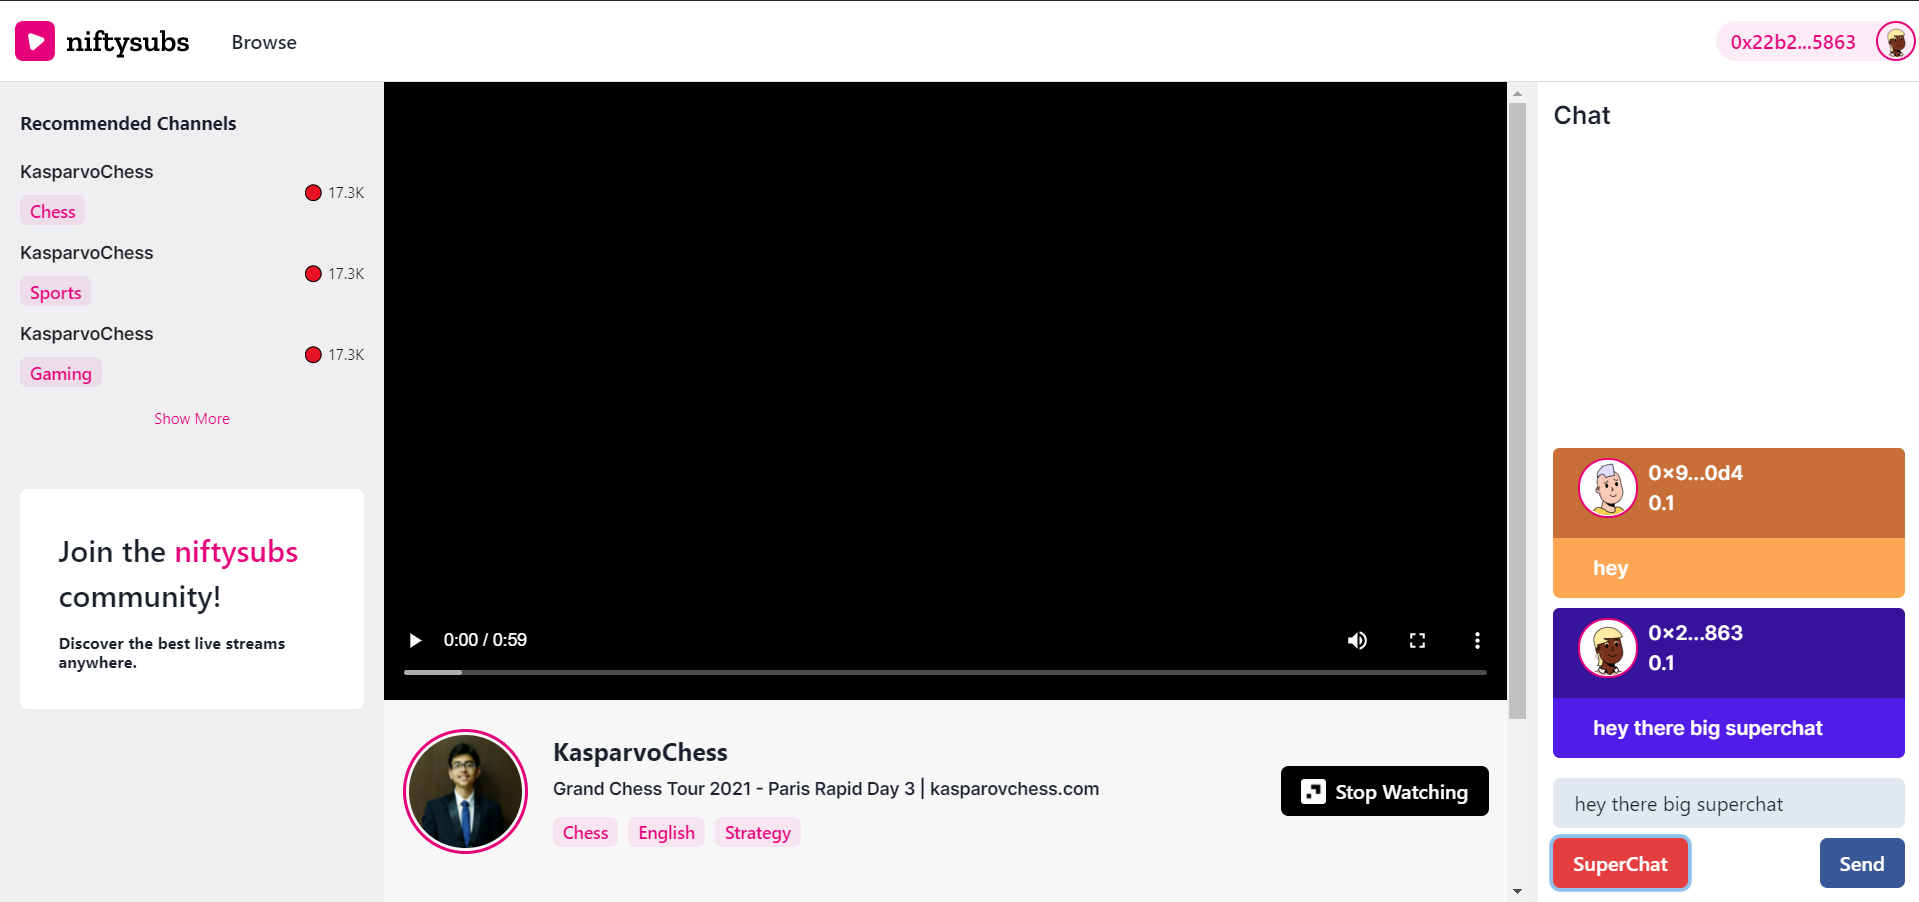 niftysubs
Browse
0x22b2...5863
Recommended Channels
KasparvoChess
Chess
17.3K
KasparvoChess
Sports
17.3K
KasparvoChess
Gaming
17.3K
Show More
Join the niftysubs
community!
Discover the best live streams
anywhere.
0:00 / 0:59
KasparvoChess
Grand Chess Tour 2021 - Paris Rapid Day 3 | kasparovchess.com
Chess English Strategy
Stop Watching
Chat
0×9...0d4
0.1
hey
0×2...863
0.1
hey there big superchat
hey there big superchat
SuperChat
Send